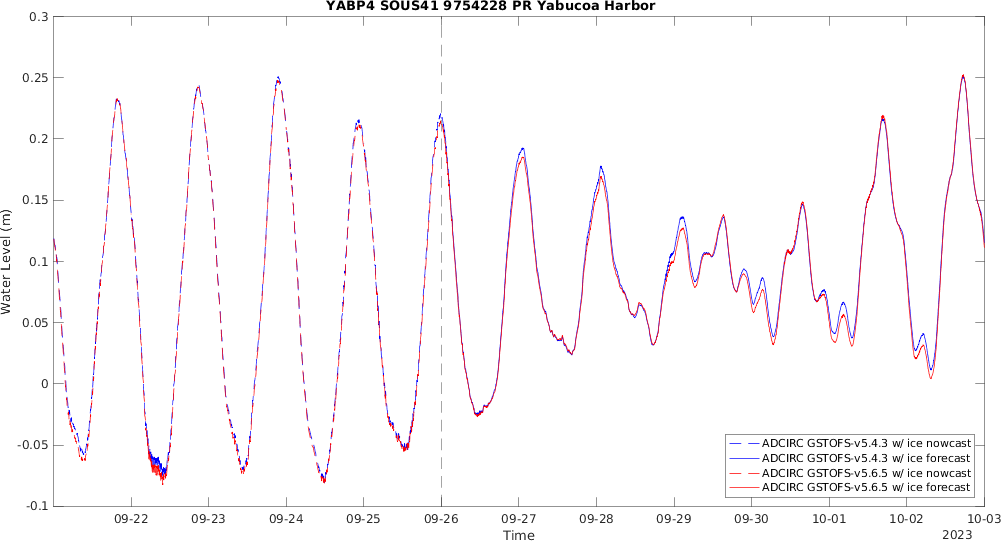 YABP4 SOUS41 9754228 PR Yabucoa Harbor
0.3
0.25
0.2
0.15
0.1
0.05
0
-0.05
-0.1
Water Level (m)
ADCIRC GSTOFS-v5.4.3 w/ ice nowcast
ADCIRC GSTOFS-v5.4.3 w/ ice forecast
ADCIRC GSTOFS-v5.6.5 w/ ice nowcast
ADCIRC GSTOFS-v5.6.5 w/ ice forecast
09-22 09-23 09-24 09-25 09-26 09-27 09-28 09-29 09-30 10-01 10-02 10-03
Time
2023